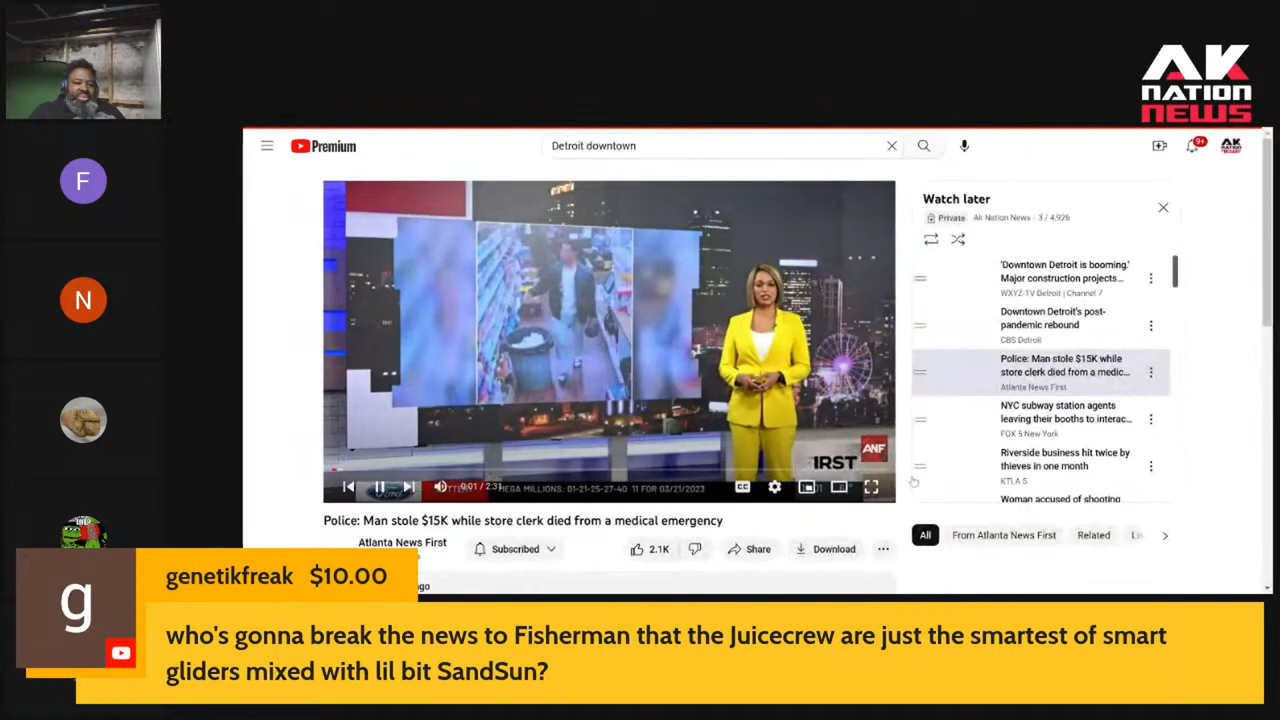 AK
NATION
NEWS
Premium
Detroit downtown
9+
Watch later
Private Ak Nation News - 3 / 4,926
'Downtown Detroit is booming.'
Major construction projects...
WXYZ-TV Detroit | Channel 7
Downtown Detroit's post-
pandemic rebound
CBS Detroit
Police: Man stole $15K while
store clerk died from a medic...
Atlanta News First
NYC subway station agents
leaving their booths to interac...
FOX 5 New York
Riverside business hit twice by
thieves in one month
KTLA 5
Woman accused of shooting
F
N
ANF
IRST
0:01 / 2:31
MEGA MILLIONS: 01-21-25-27-40 11 FOR 03/21/2023
CC
Police: Man stole $15K while store clerk died from a medical emergency
Atlanta News First
Subscribed
2.1K
Share
Download
All
From Atlanta News First
Related
ago
g
genetikfreak $10.00
who's gonna break the news to Fisherman that the Juicecrew are just the smartest of smart
gliders mixed with lil bit SandSun?